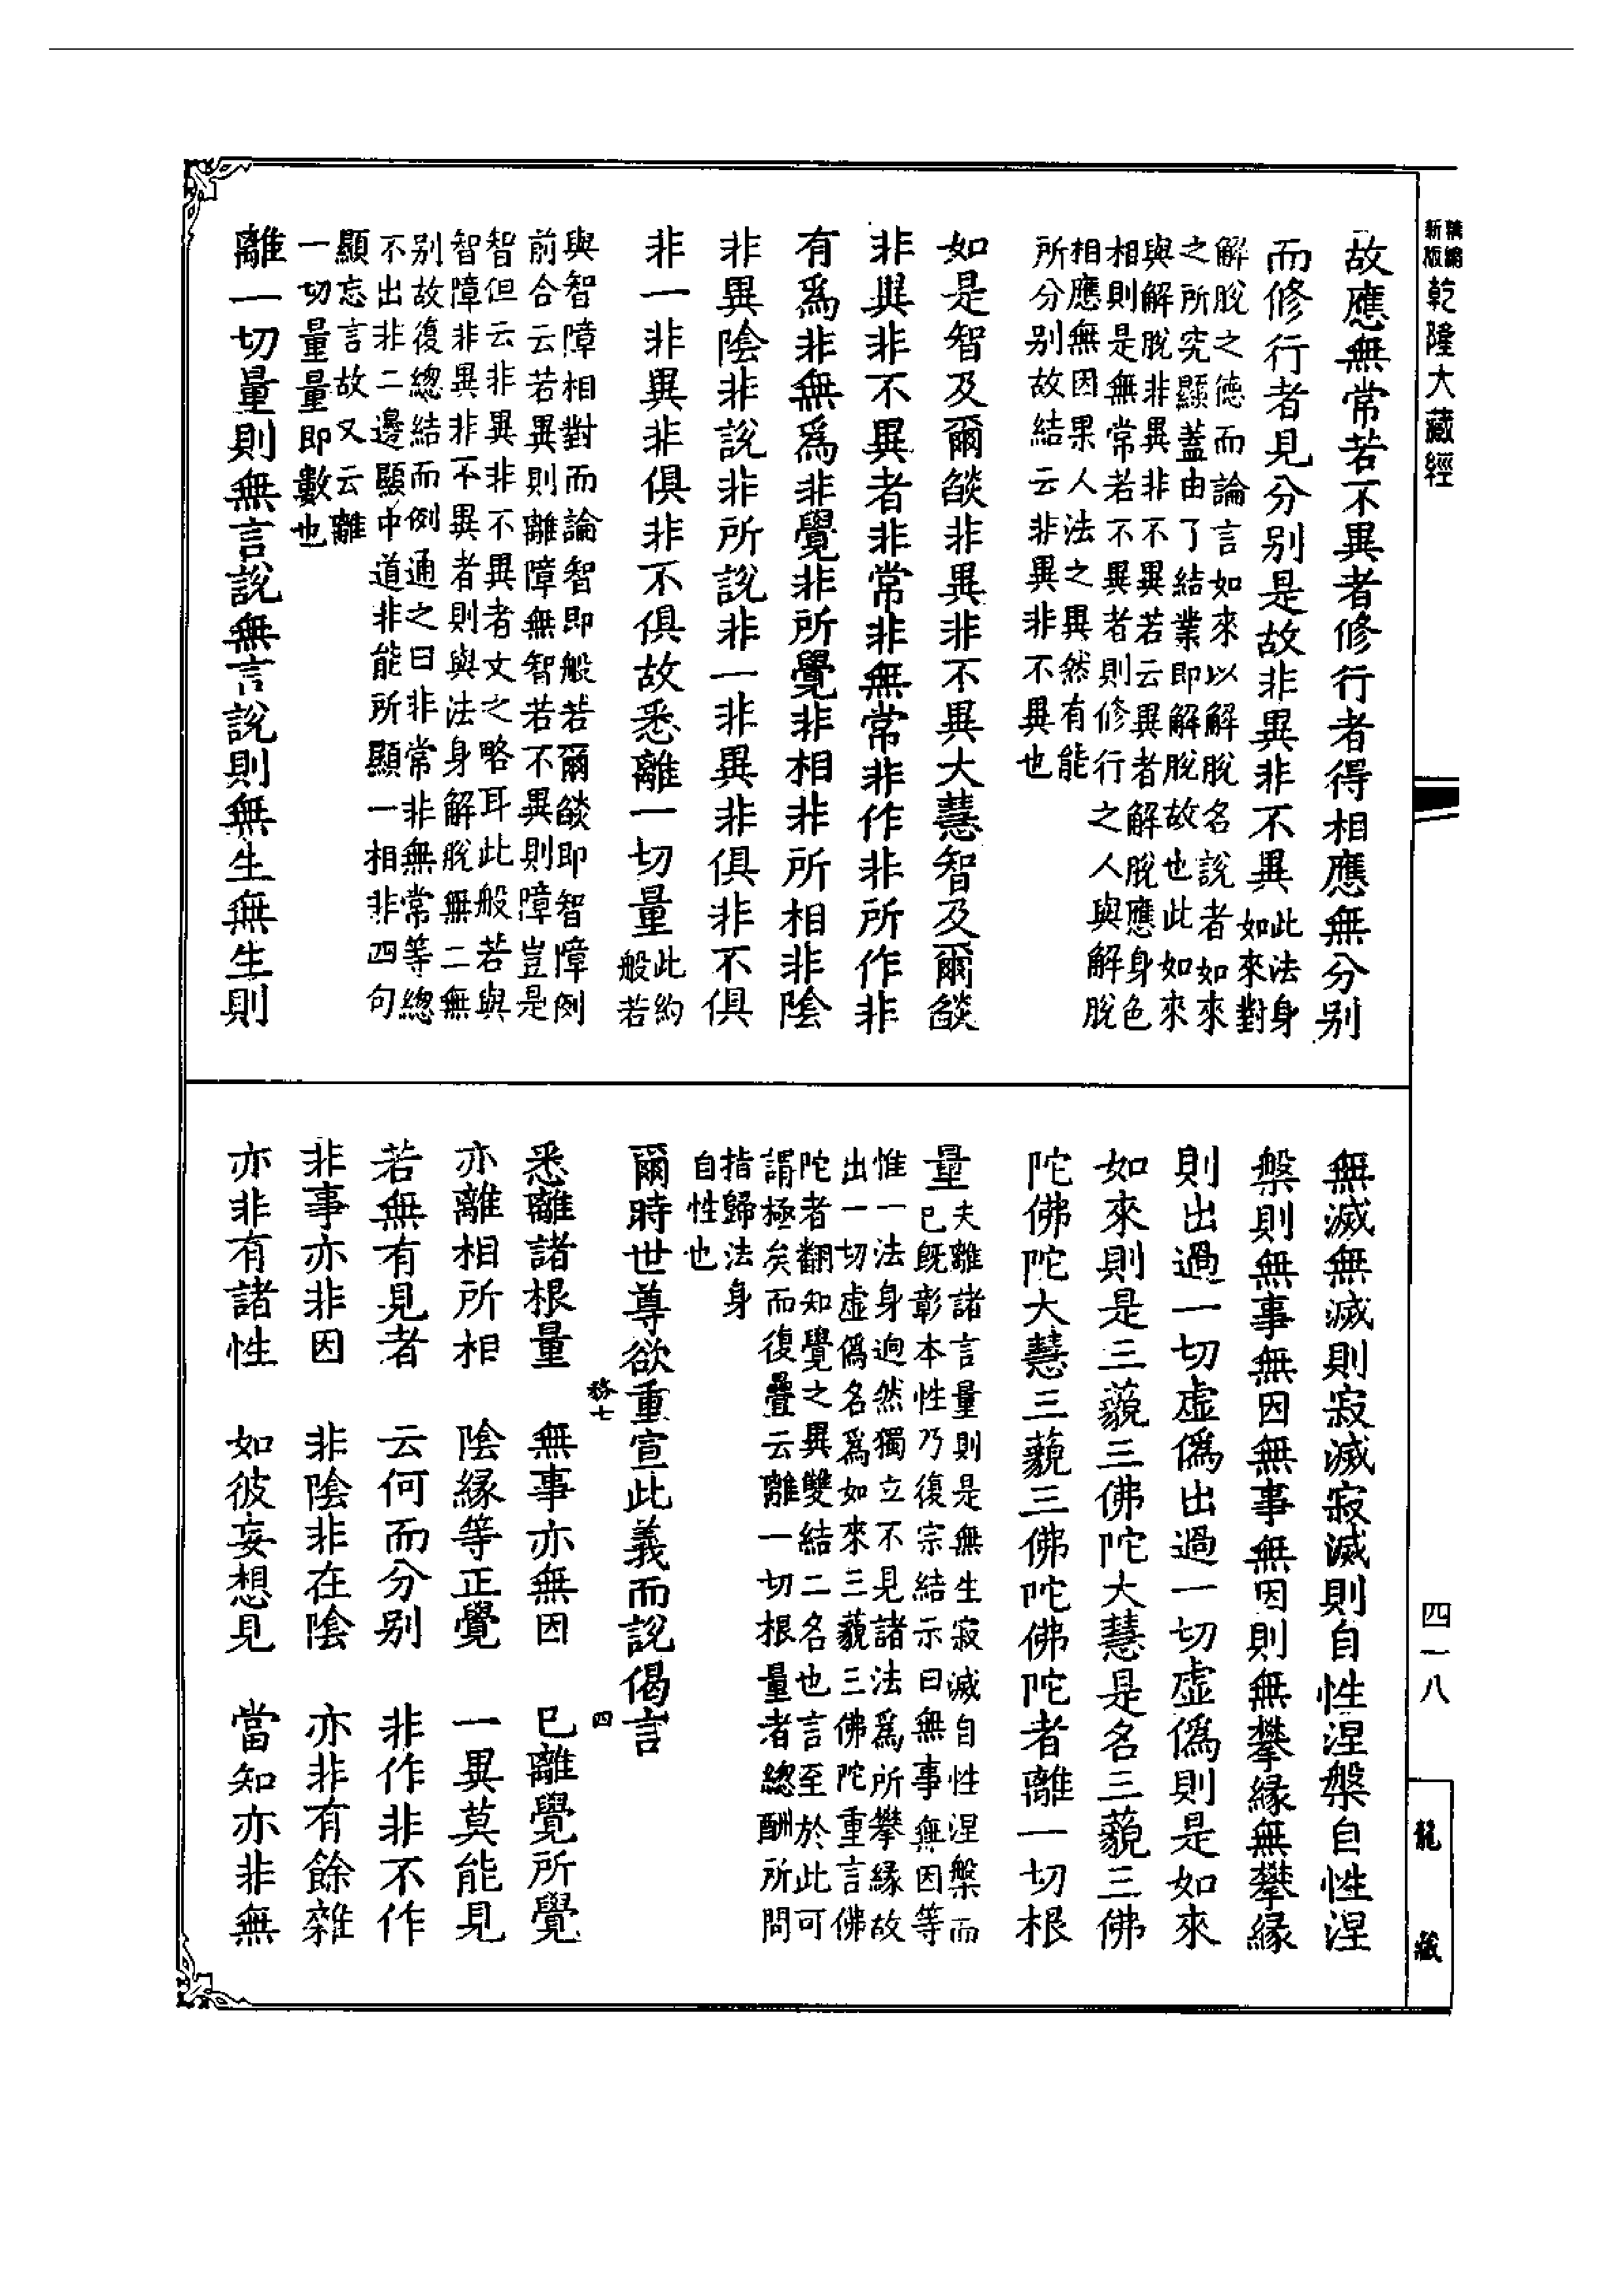 精編
新版
乾隆大藏經
故應無常若不異者修行者得相應無分别
而修行者見分别是故非異非不異此法身
如來對
解脫之德而論言如來以解脫名說者如來
之所究顯蓋由了結業即解脫故也此如來
與解脫非異非不異若云異者解脫應身色
相則是無常若不異者則修行之人與解脫
相應無因果人法之異然有能
所分别故結云非異非不異也
如是智及爾燄非異非不異大慧智及爾燄
非異非不異者非常非無常非作非所作非
有爲非無爲非覺非所覺非相非所相非陰
非異陰非說非所說非一非異非俱非不俱
非一非異非俱非不俱故悉離一切量此約
般若
與智障相對而論智即般若爾燄即智障例
前合云若異則離障無智若不異則障豈是
智但云非異非不異者文之略耳此般若與
智障非異非不異者則與法身解脫無二無
别故復總結而例通之曰非常非無常等總
不出非二邊顯中道非能所顯一相非四句
顯忘言故又云離
一切量量即數也
離一切量則無言說無言說則無生無生則
無滅無滅則寂滅寂滅則自性涅槃自性涅
槃則無事無因無事無因則無攀緣無攀緣
則出過一切虛偽出過一切虛偽則是如來
如來則是三藐三佛陀大慧是名三藐三佛
陀佛陀大慧三藐三佛陀佛陀者離一切根
量夫離諸言量則是無生寂滅自性涅槃而
已既彰本性乃復宗結示曰無事無因等
惟一法身逈然獨立不見諸法爲所攀緣故
出一切虛偽名爲如來三藐三佛陀重言佛
陀者翻知覺之異雙結二名也言至於此可
謂極矣而復疊云離一切根量者總酬所問
指歸法身
自性也
爾時世尊欲重宣此義而說偈言
務七
四
悉離諸根量 無事亦無因 已離覺所覺
亦離相所相 陰緣等正覺 一異莫能見
若無有見者 云何而分别 非作非不作
非事亦非因 非陰非在陰 亦非有餘雜
亦非有諸性 如彼妄想見 當知亦非無
四一八
龍藏